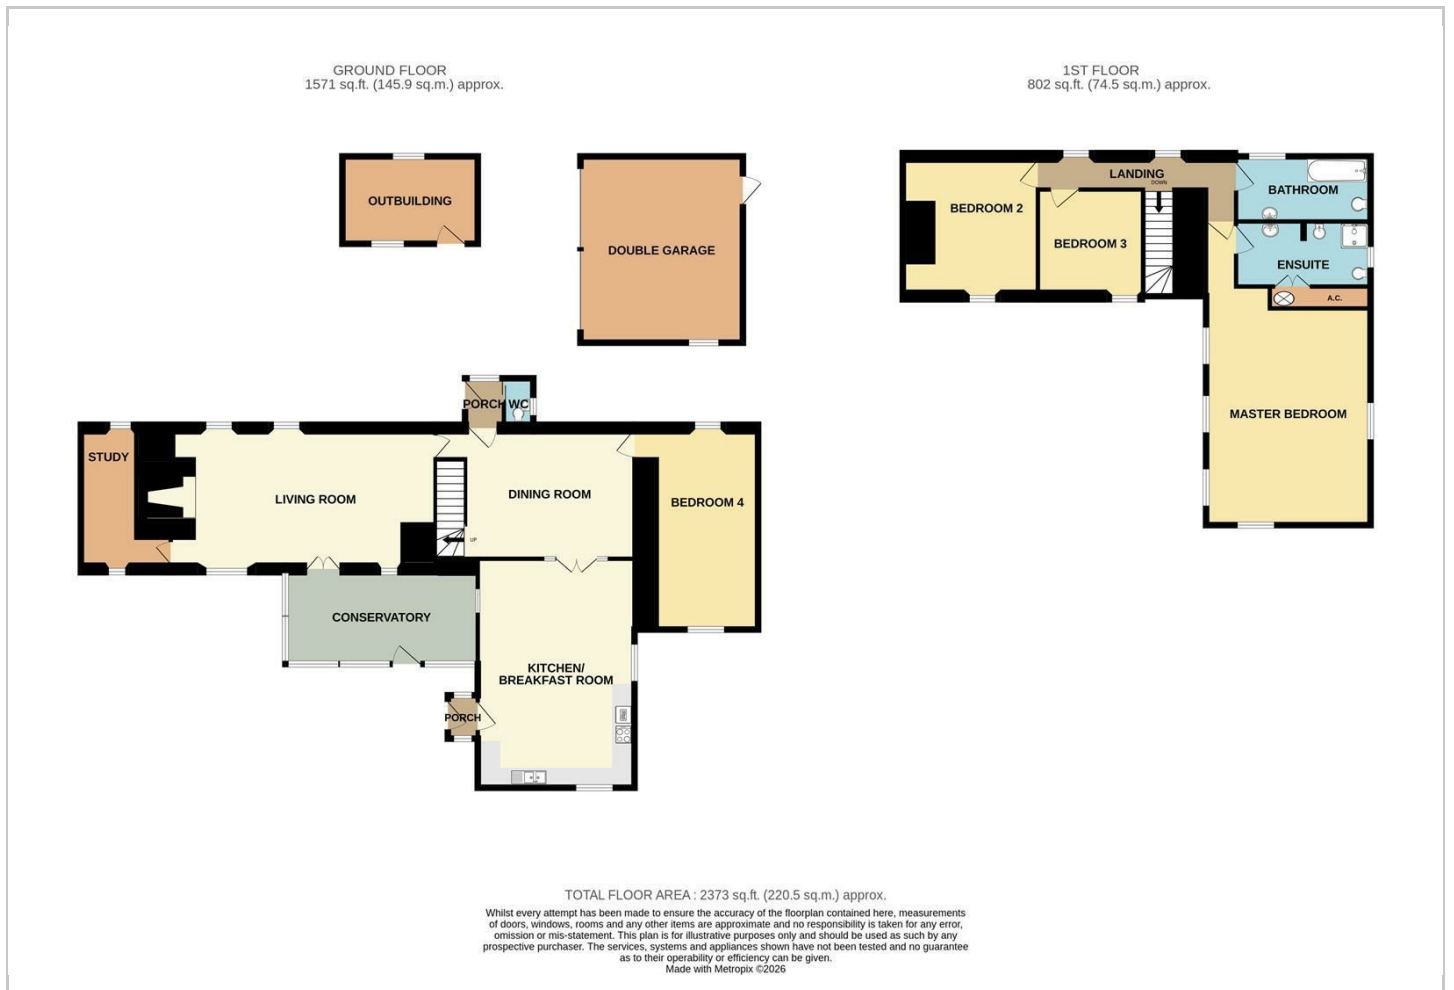 GROUND FLOOR
1571 sq.ft. (145.9 sq.m.) approx.
1ST FLOOR
802 sq.ft. (74.5 sq.m.) approx.
OUTBUILDING
DOUBLE GARAGE
LANDING
DOWN
BATHROOM
BEDROOM 2
BEDROOM 3
ENSUITE
A.C.
MASTER BEDROOM
PORCH
WC
STUDY
LIVING ROOM
DINING ROOM
BEDROOM 4
UP
CONSERVATORY
KITCHEN/
BREAKFAST ROOM
PORCH
TOTAL FLOOR AREA : 2373 sq.ft. (220.5 sq.m.) approx.
Whilst every attempt has been made to ensure the accuracy of the floorplan contained here, measurements
of doors, windows, rooms and any other items are approximate and no responsibility is taken for any error,
omission or mis-statement. This plan is for illustrative purposes only and should be used as such by any
prospective purchaser. The services, systems and appliances shown have not been tested and no guarantee
as to their operability or efficiency can be given.
Made with Metropix ©2026